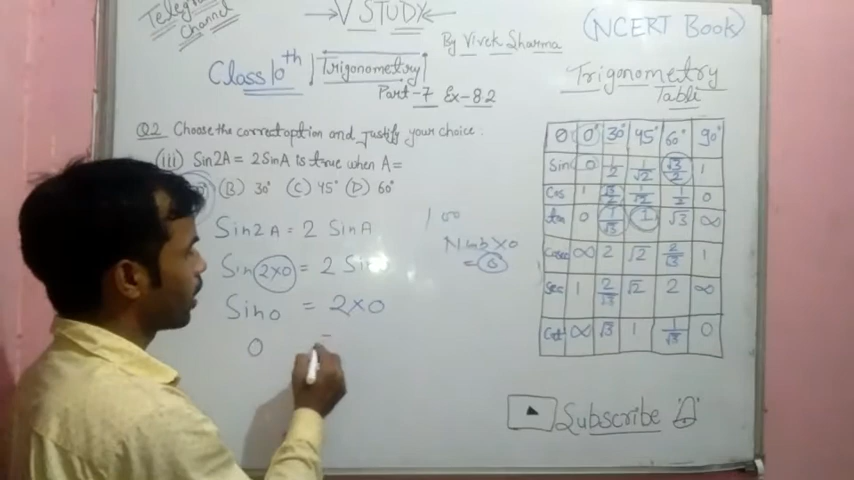 Telegram Channel
V STUDY
By Vivek Sharma
(NCERT Book)
Class 10th
Trigonometry
Part-7 Ex-8.2
Q2 Choose the correct option and justify your choice:
(iii) Sin2A = 2SinA is true when A=
(B) 30° (C) 45° (D) 60°
Sin2A = 2 SinA
Sin 2×0 = 2 Sin
Sin0 = 2×0
0 =
100
×0
= 0
Trigonometry
Table
θ 0° 30° 45° 60° 90°
Sin 0 1/2 1/√2 √3/2 1
Cos 1 √3/2 1/√2 1/2 0
tan 0 1/√3 1 √3 ∞
Cosec ∞ 2 √2 2/√3 1
Sec 1 2/√3 √2 2 ∞
Cot ∞ √3 1 1/√3 0
Subscribe